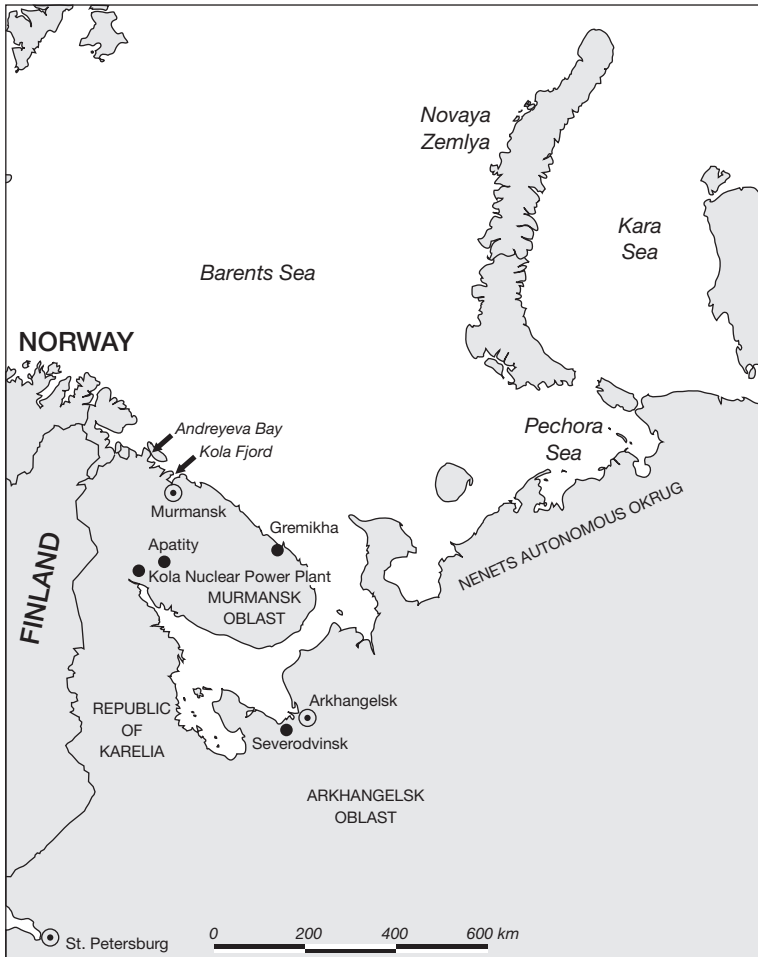 Novaya
Zemlya
Kara
Sea
Barents Sea
NORWAY
Andreyeva Bay
Kola Fjord
Pechora
Sea
Murmansk
Gremikha
NENETS AUTONOMOUS OKRUG
Apatity
Kola Nuclear Power Plant
MURMANSK
OBLAST
FINLAND
REPUBLIC
OF
KARELIA
Arkhangelsk
Severodvinsk
ARKHANGELSK
OBLAST
St. Petersburg
0 200 400 600 km